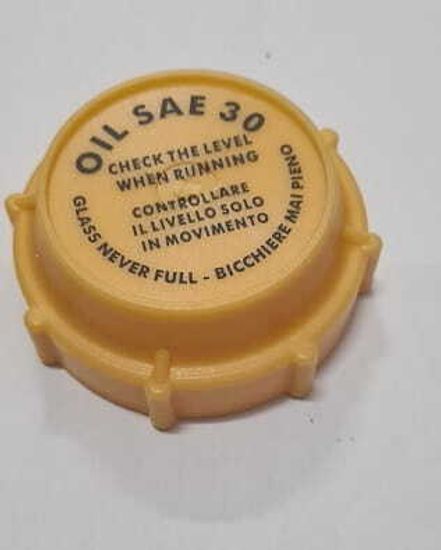 OIL SAE 30
CHECK THE LEVEL
WHEN RUNNING
CONTROLLARE
IL LIVELLO SOLO
IN MOVIMENTO
GLASS NEVER FULL - BICCHIERE MAI PIENO